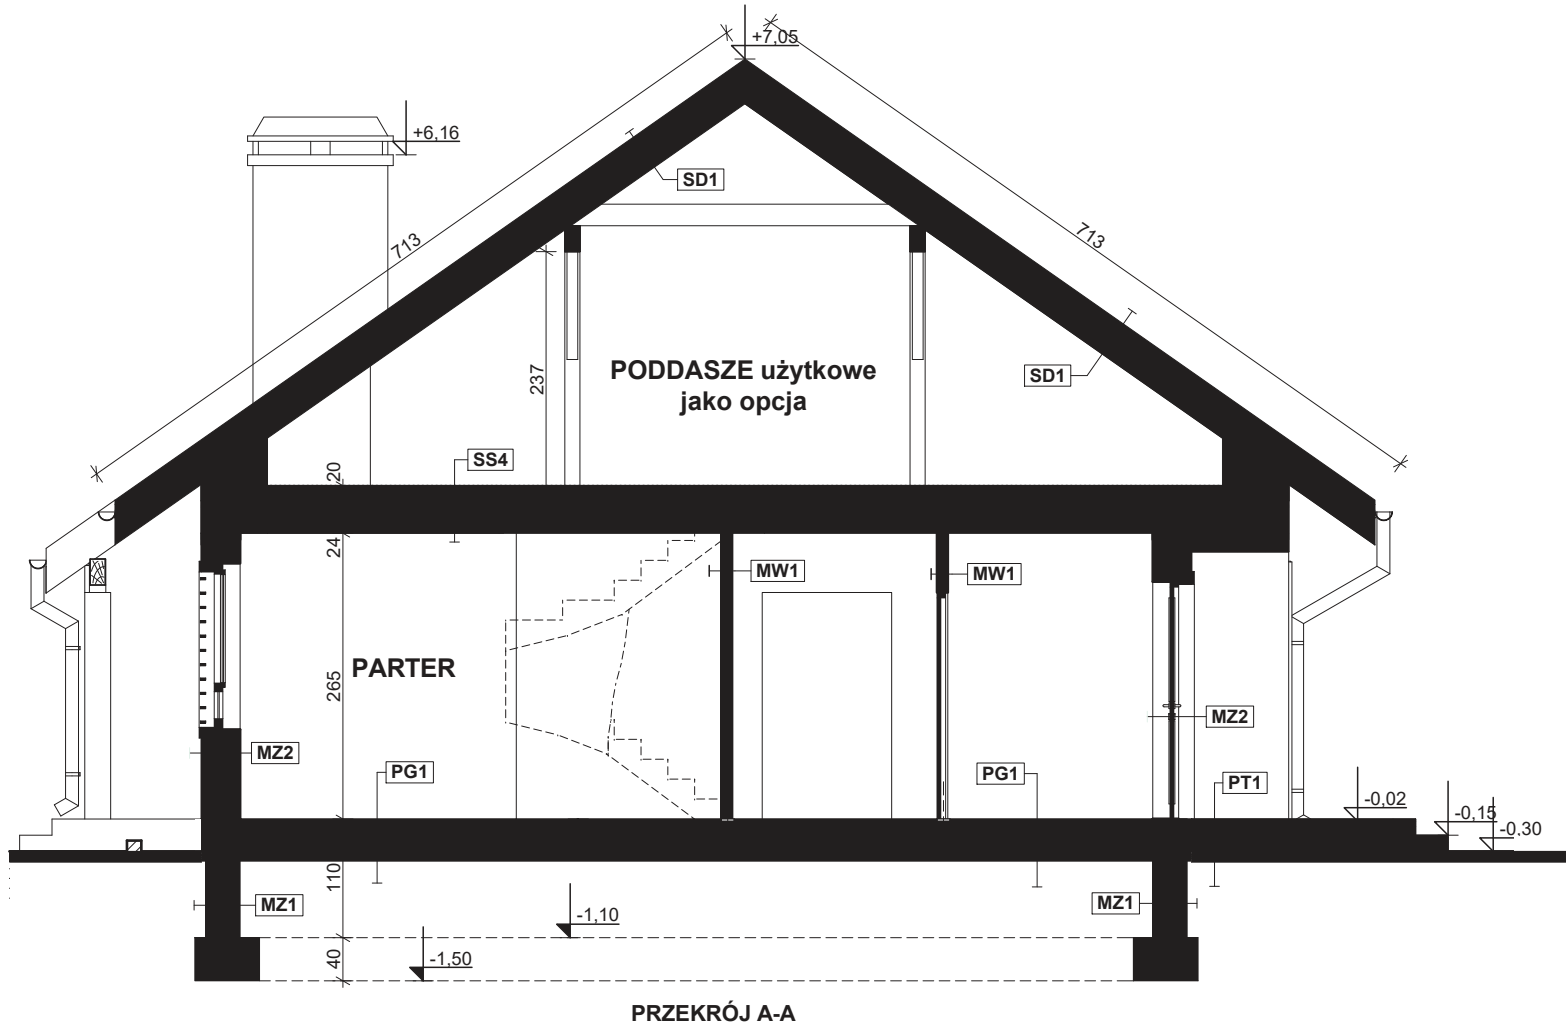 +7,05
+6,16
SD1
713
713
237
PODDASZE użytkowe
jako opcja
SD1
SS4
20
24
MW1
MW1
265
PARTER
MZ2
MZ2
PG1
PG1
PT1
-0,02
-0,15
-0,30
110
MZ1
MZ1
-1,10
40
-1,50
PRZEKRÓJ A-A